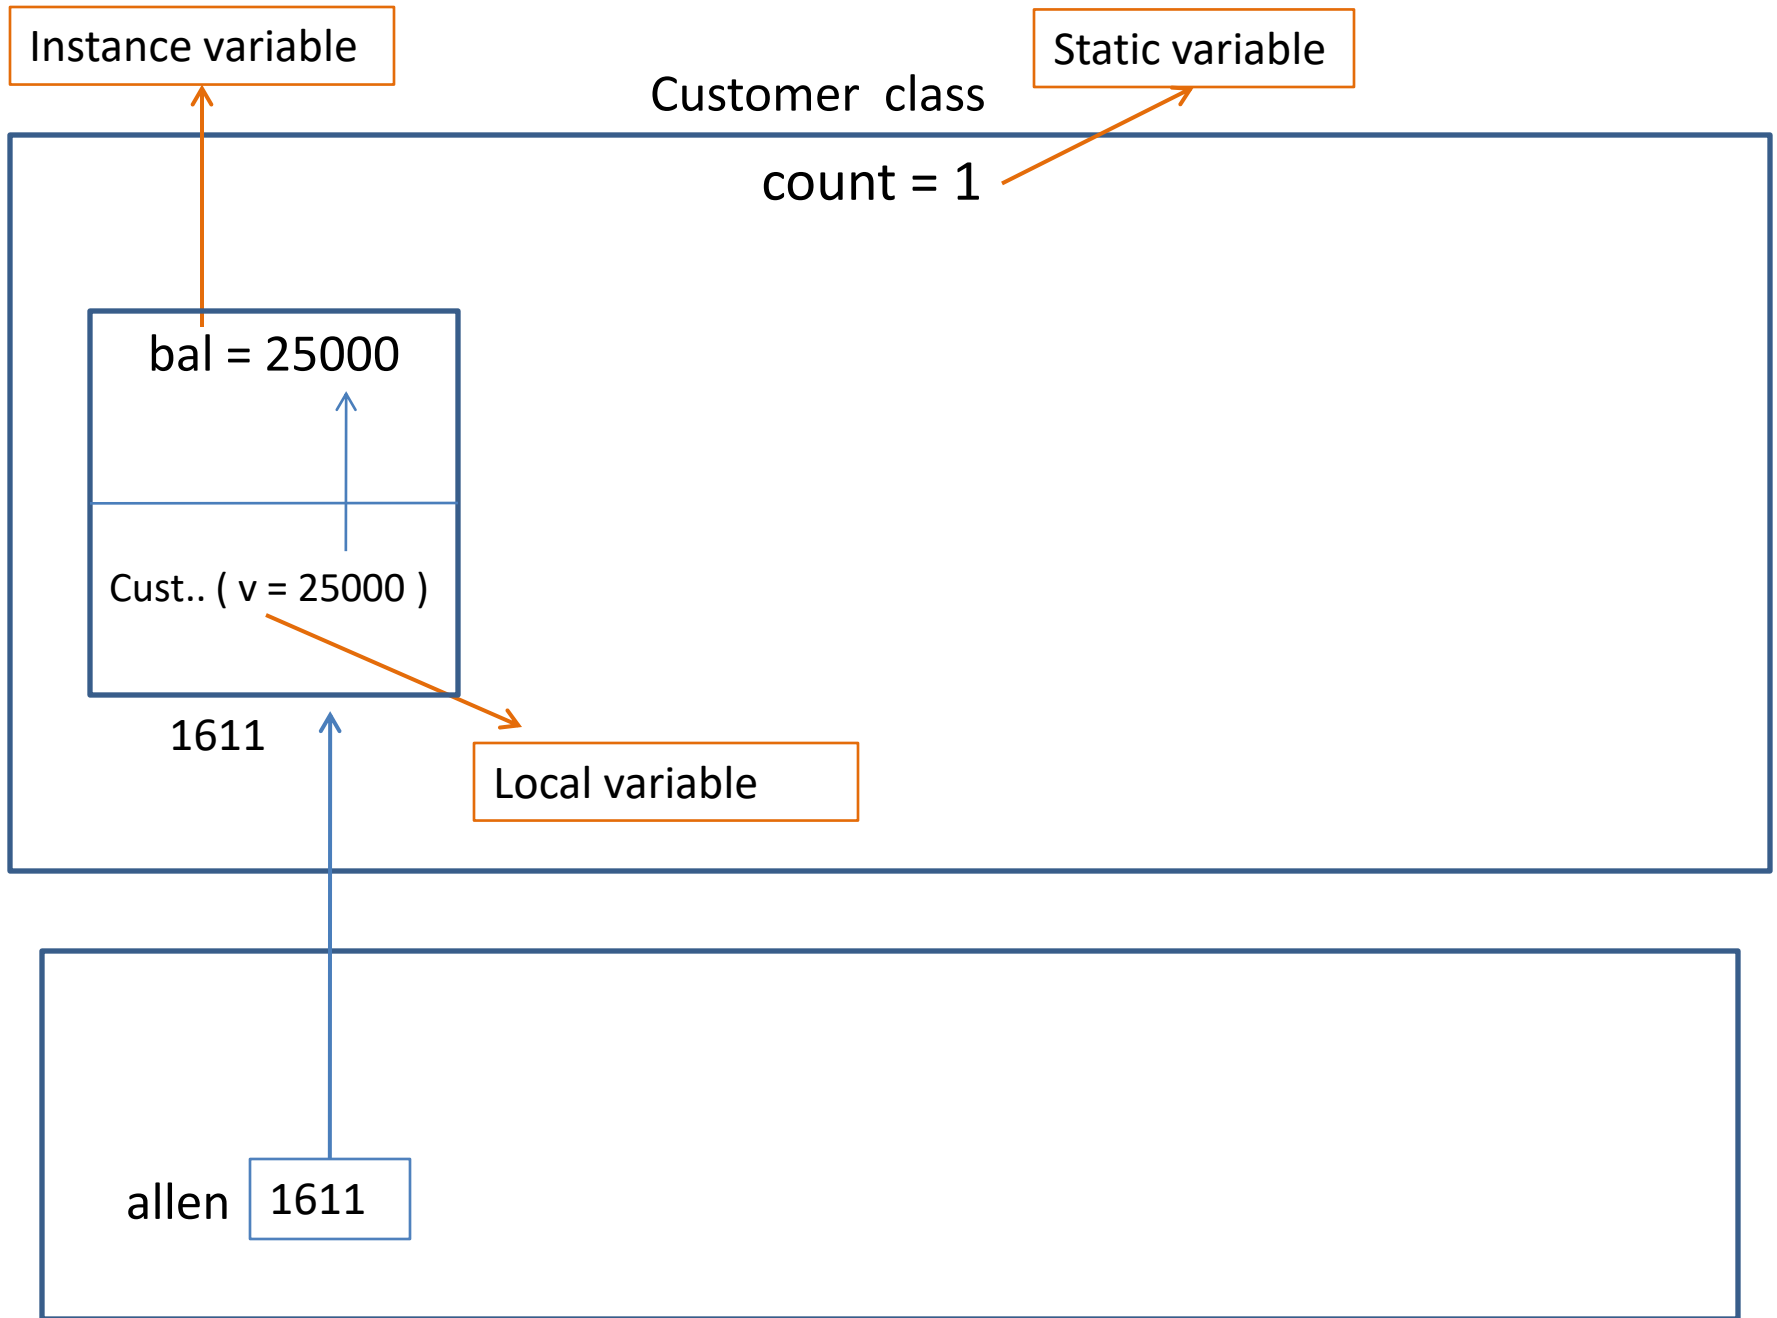 Instance variable
Static variable
Customer class
count = 1
bal = 25000
Cust.. ( v = 25000 )
1611
Local variable
allen
1611